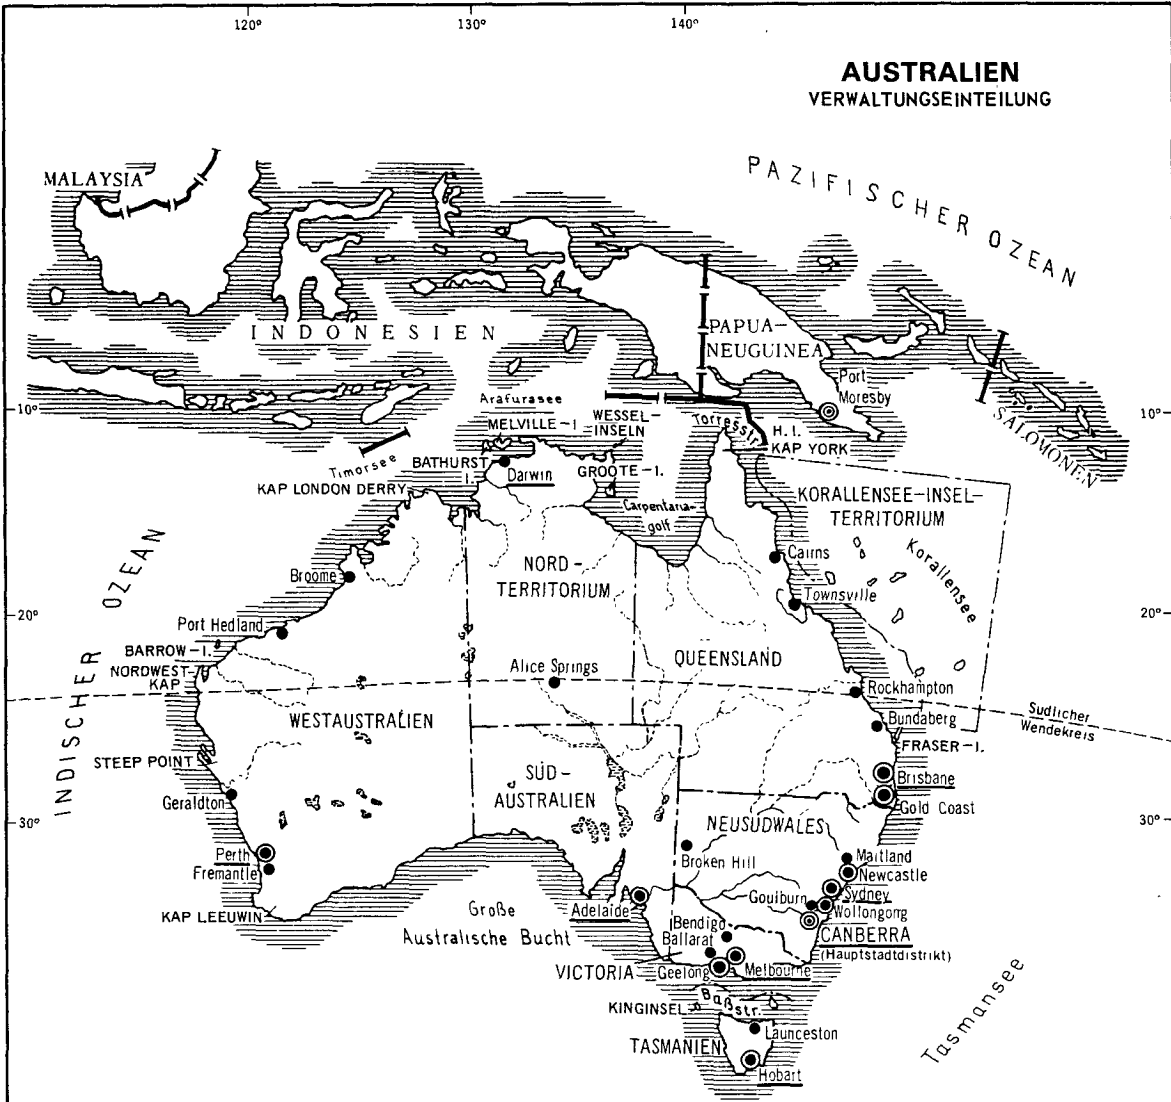 120°
130°
140°
AUSTRALIEN
VERWALTUNGSEINTEILUNG
PAZIFISCHER OZEAN
MALAYSIA
INDONESIEN
PAPUA-
NEUGUINEA
Port
Moresby
SALOMONEN
10°
10°
Arafurasee
MELVILLE-I
WESSEL-
INSELN
Torresstr.
H.I.
KAP YORK
Timorsee
BATHURST
I.
Darwin
GROOTE-I.
KAP LONDON DERRY
Carpentaria-
golf
KORALLENSEE-INSEL-
TERRITORIUM
Korallensee
INDISCHER OZEAN
Broome
NORD-
TERRITORIUM
Cairns
Townsville
20°
20°
Port Hedland
BARROW-I.
NORDWEST-
KAP
Alice Springs
QUEENSLAND
Rockhampton
Südlicher
Wendekreis
WESTAUSTRALIEN
Bundaberg
FRASER-I.
STEEP POINT
SÜD-
AUSTRALIEN
Brisbane
Geraldton
Gold Coast
30°
30°
NEUSÜDWALES
Perth
Fremantle
Broken Hill
Maitland
Newcastle
KAP LEEUWIN
Adelaide
Gouiburn
Sydney
Wollongong
Große
Australische Bucht
Bendigo
Ballarat
CANBERRA
(Hauptstadtdistrikt)
VICTORIA
Geelong
Melbourne
KINGINSEL
Baßstr.
Tasmansee
TASMANIEN
Launceston
Hobart